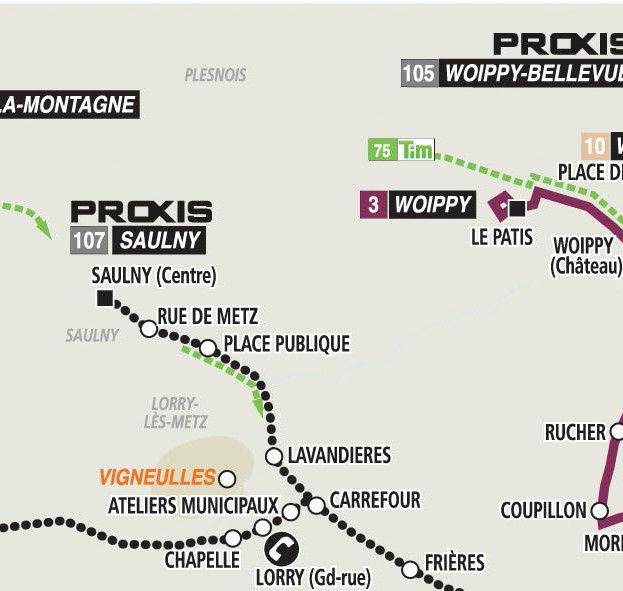 PROXIS
105 WOIPPY-BELLEVUE
PLESNOIS
LA-MONTAGNE
75 Tim
10
PLACE
3 WOIPPY
LE PATIS
WOIPPY
(Château)
PROXIS
107 SAULNY
SAULNY (Centre)
RUE DE METZ
SAULNY
PLACE PUBLIQUE
LORRY-
LÈS-METZ
LAVANDIERES
RUCHER
VIGNEULLES
ATELIERS MUNICIPAUX
CARREFOUR
COUPILLON
CHAPELLE
LORRY (Gd-rue)
FRIÈRES